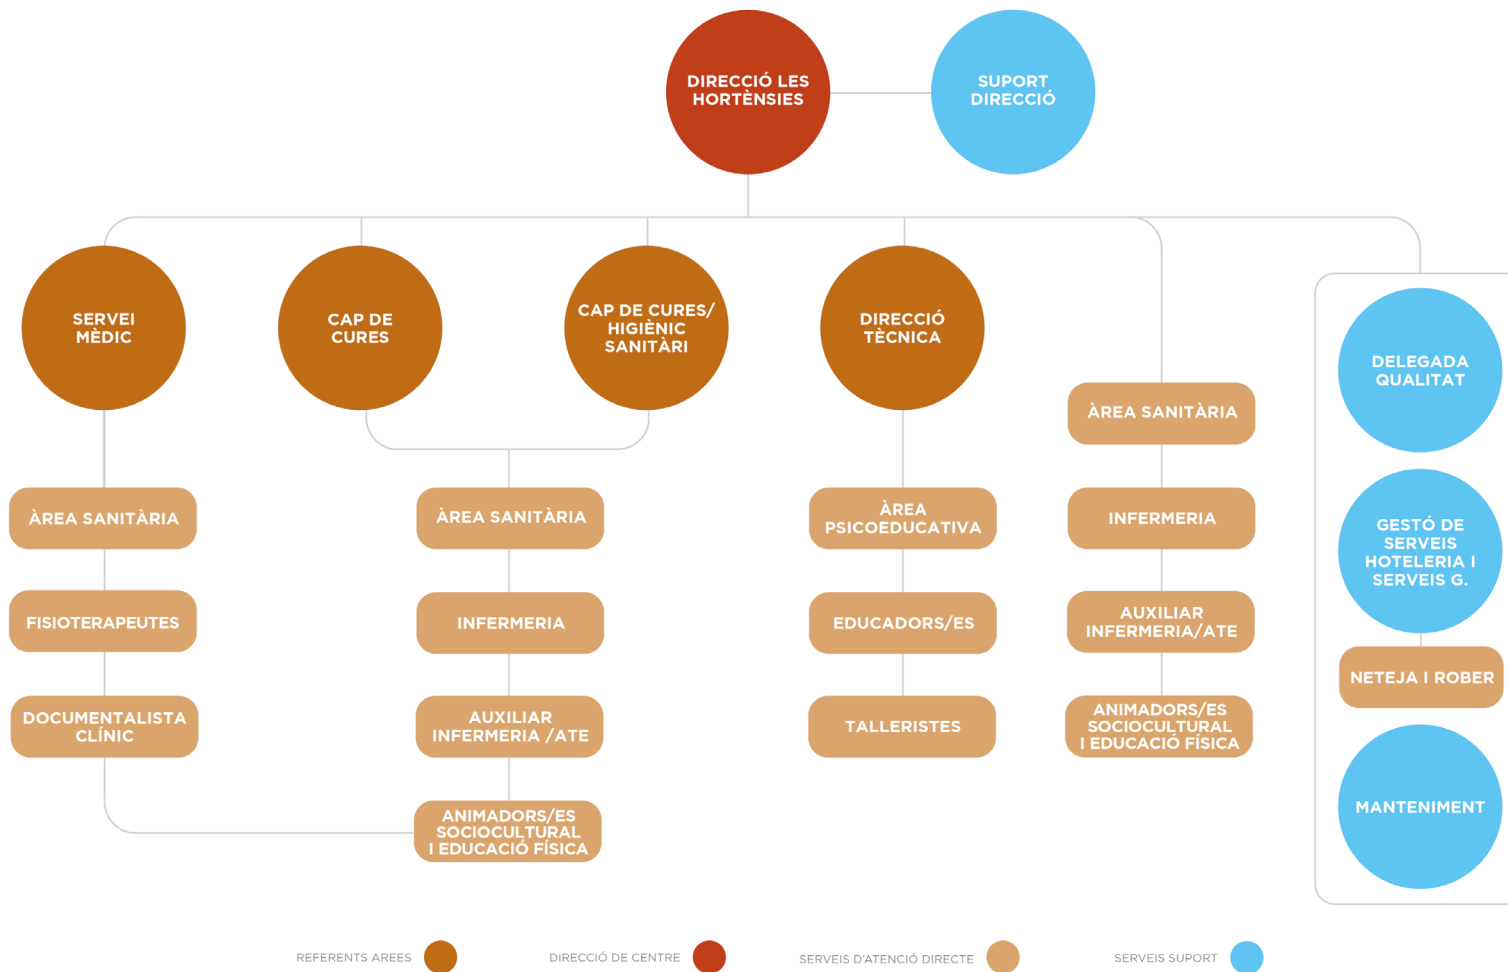 DIRECCIÓ LES
HORTÈNSIES
SUPORT
DIRECCIÓ
SERVEI
MÈDIC
CAP DE
CURES
CAP DE CURES/
HIGIÈNIC
SANITÀRI
DIRECCIÓ
TÈCNICA
DELEGADA
QUALITAT
ÀREA SANITÀRIA
FISIOTERAPEUTES
DOCUMENTALISTA
CLÍNIC
ÀREA SANITÀRIA
INFERMERIA
AUXILIAR
INFERMERIA /ATE
ANIMADORS/ES
SOCIOCULTURAL
I EDUCACIÓ FÍSICA
ÀREA
PSICOEDUCATIVA
EDUCADORS/ES
TALLERISTES
ÀREA SANITÀRIA
INFERMERIA
AUXILIAR
INFERMERIA/ATE
ANIMADORS/ES
SOCIOCULTURAL
I EDUCACIÓ FÍSICA
GESTÓ DE
SERVEIS
HOTELERIA I
SERVEIS G.
NETEJA I ROBER
MANTENIMENT
REFERENTS AREES
DIRECCIÓ DE CENTRE
SERVEIS D'ATENCIÓ DIRECTE
SERVEIS SUPORT